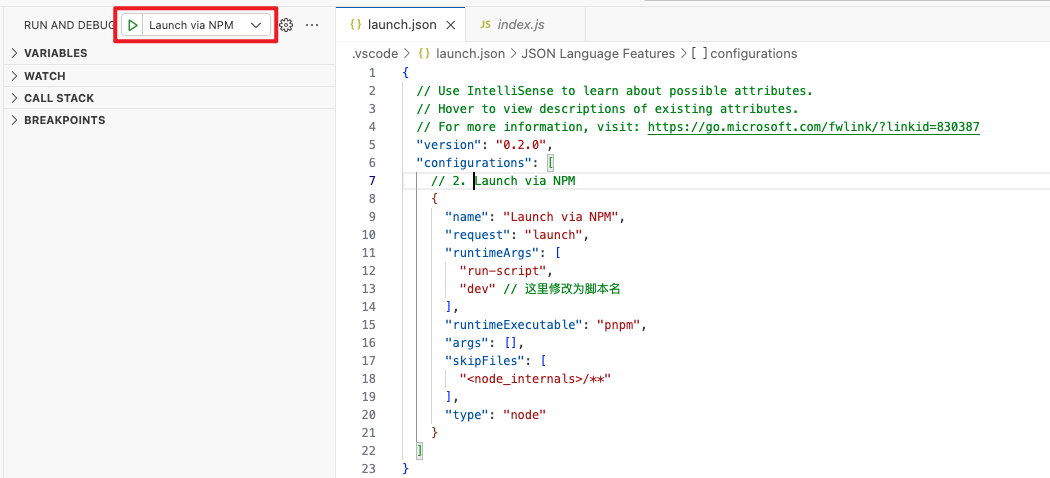 RUN AND DEBUG Launch via NPM
VARIABLES
WATCH
CALL STACK
BREAKPOINTS
{} launch.json JS index.js
.vscode > {} launch.json > JSON Language Features > [ ] configurations
1 {
2 // Use IntelliSense to learn about possible attributes.
3 // Hover to view descriptions of existing attributes.
4 // For more information, visit: https://go.microsoft.com/fwlink/?linkid=830387
5 "version": "0.2.0",
6 "configurations": [
7 // 2. Launch via NPM
8 {
9 "name": "Launch via NPM",
10 "request": "launch",
11 "runtimeArgs": [
12 "run-script",
13 "dev" // 这里修改为脚本名
14 ],
15 "runtimeExecutable": "pnpm",
16 "args": [],
17 "skipFiles": [
18 "<node_internals>/**"
19 ],
20 "type": "node"
21 }
22 ]
23 }